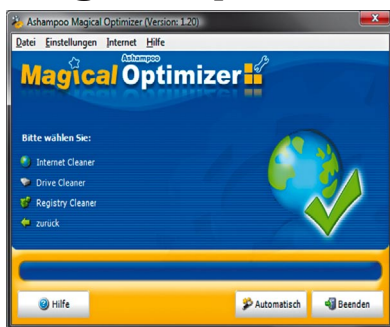 Ashampoo Magical Optimizer (Version: 1.20)
Datei Einstellungen Internet Hilfe
Ashampoo
Magical Optimizer
Bitte wählen Sie:
Internet Cleaner
Drive Cleaner
Registry Cleaner
zurück
Hilfe Automatisch Beenden